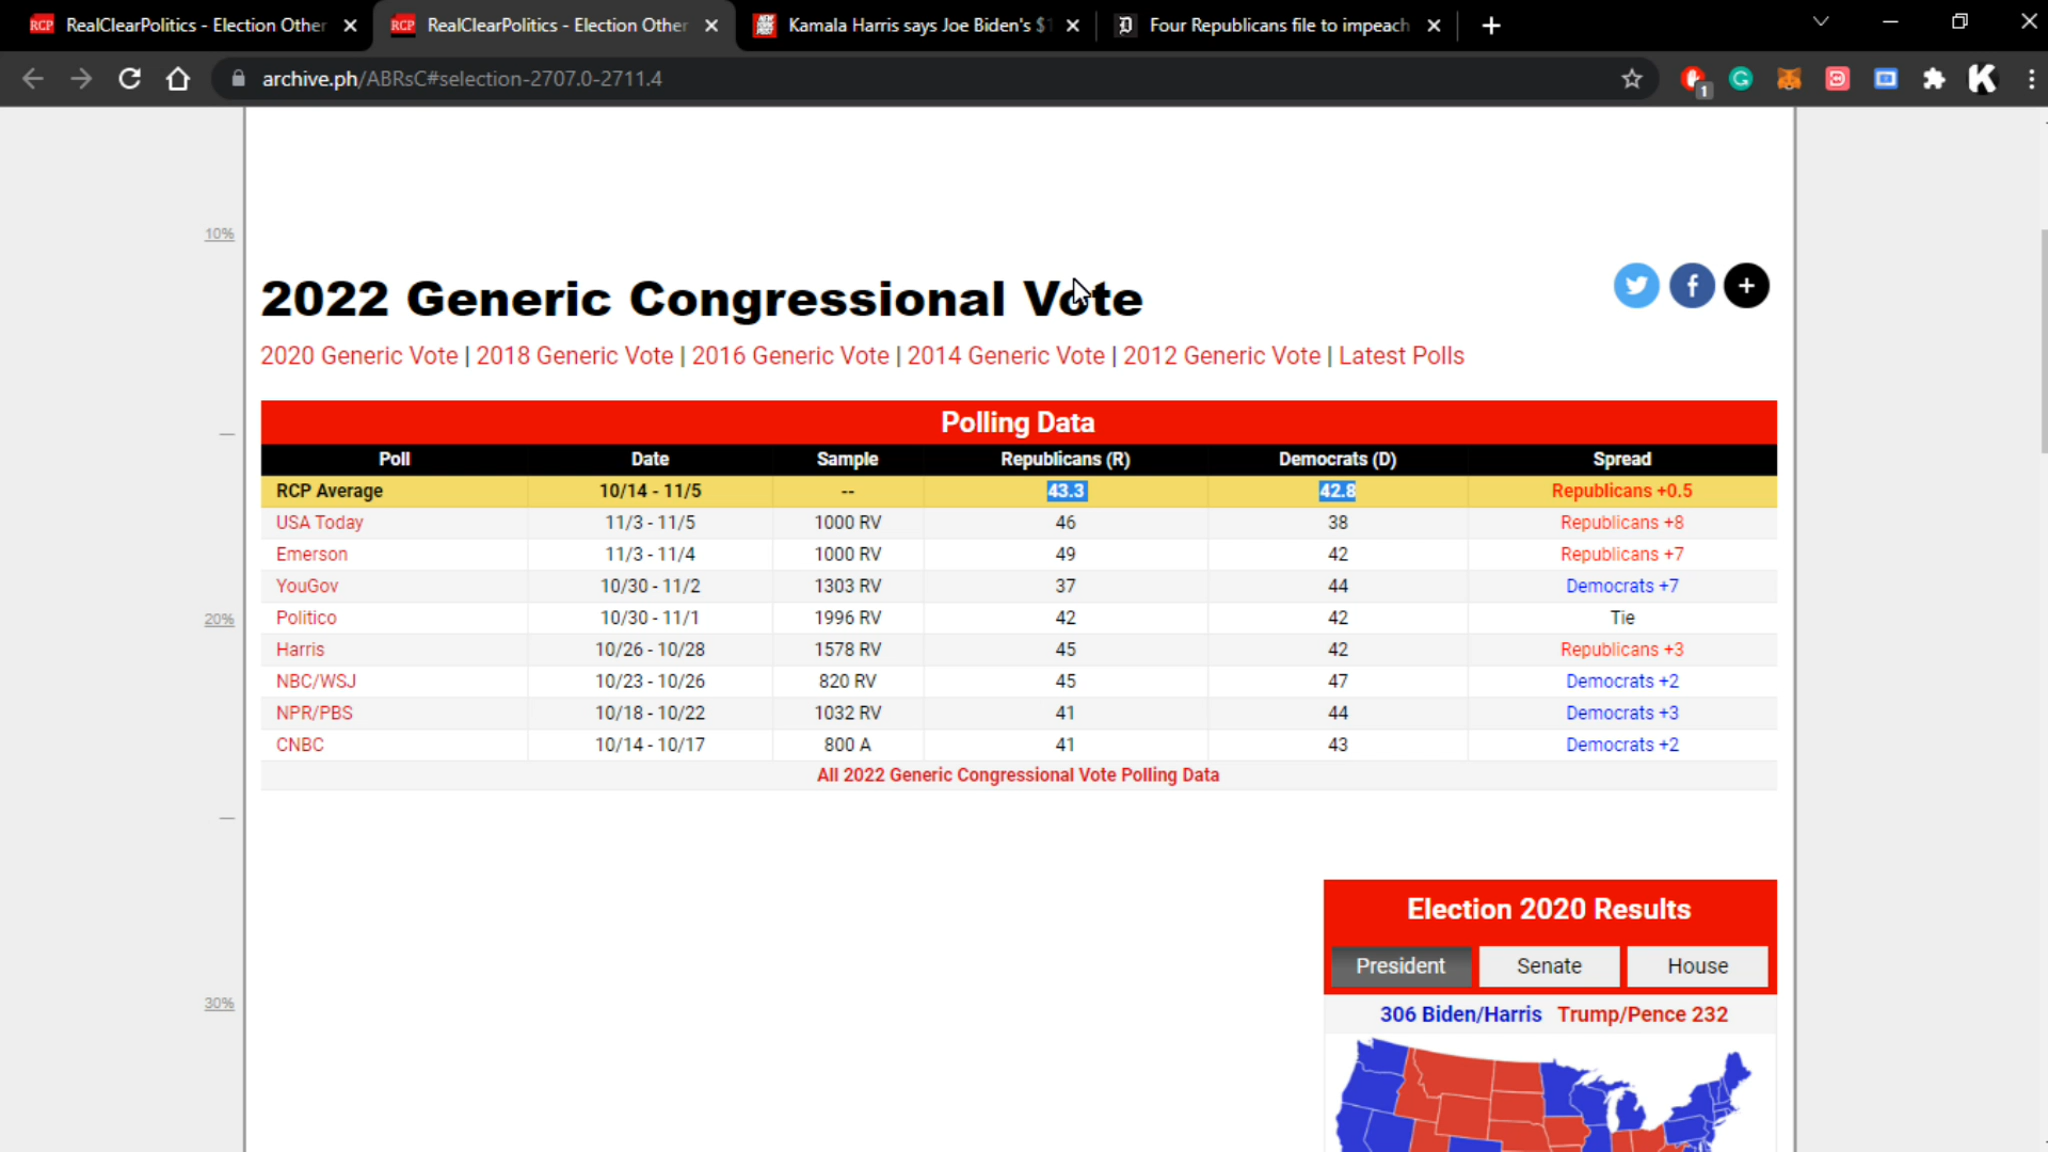 RCP RealClearPolitics - Election Other
RCP RealClearPolitics - Election Other
NEW YORK POST Kamala Harris says Joe Biden's $1
D Four Republicans file to impeach
archive.ph/ABRsC#selection-2707.0-2711.4
1
G
K
10%
2022 Generic Congressional Vote
2020 Generic Vote | 2018 Generic Vote | 2016 Generic Vote | 2014 Generic Vote | 2012 Generic Vote | Latest Polls
Polling Data
Poll Date Sample Republicans (R) Democrats (D) Spread
RCP Average 10/14 - 11/5 -- 43.3 42.8 Republicans +0.5
USA Today 11/3 - 11/5 1000 RV 46 38 Republicans +8
Emerson 11/3 - 11/4 1000 RV 49 42 Republicans +7
YouGov 10/30 - 11/2 1303 RV 37 44 Democrats +7
20%
Politico 10/30 - 11/1 1996 RV 42 42 Tie
Harris 10/26 - 10/28 1578 RV 45 42 Republicans +3
NBC/WSJ 10/23 - 10/26 820 RV 45 47 Democrats +2
NPR/PBS 10/18 - 10/22 1032 RV 41 44 Democrats +3
CNBC 10/14 - 10/17 800 A 41 43 Democrats +2
All 2022 Generic Congressional Vote Polling Data
Election 2020 Results
President Senate House
30%
306 Biden/Harris Trump/Pence 232